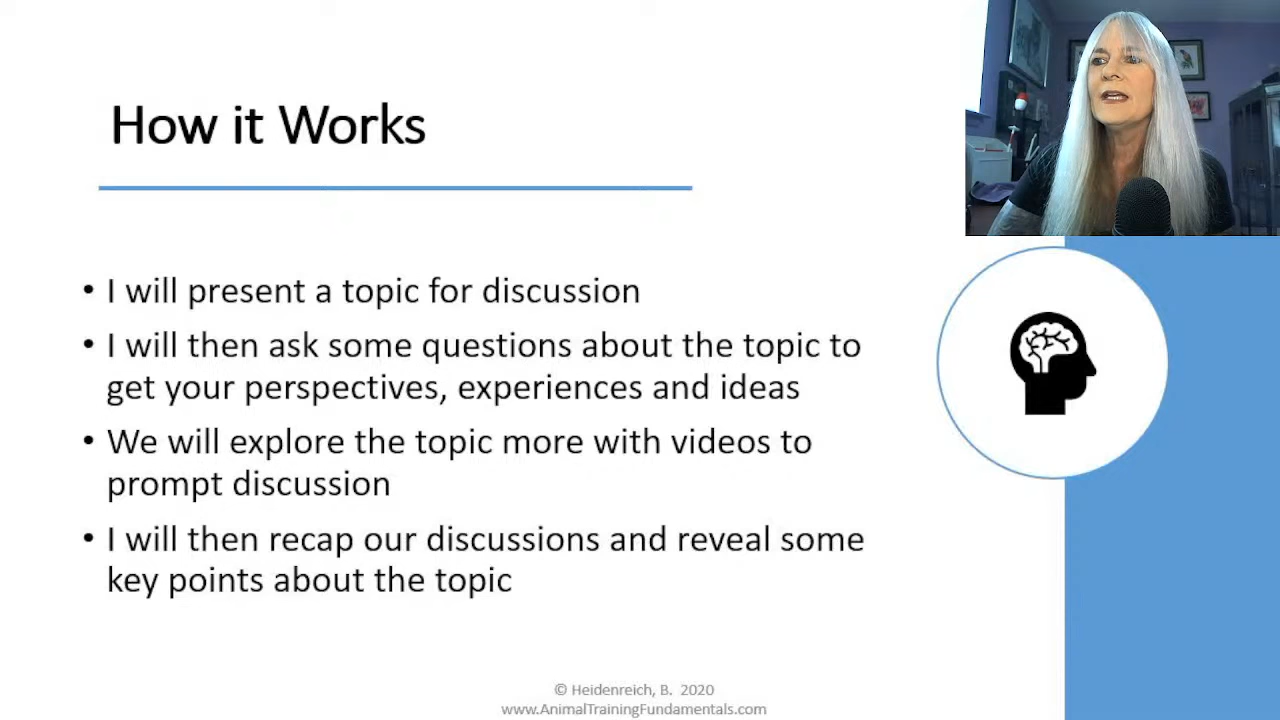 How it Works
• I will present a topic for discussion
• I will then ask some questions about the topic to
get your perspectives, experiences and ideas
• We will explore the topic more with videos to
prompt discussion
• I will then recap our discussions and reveal some
key points about the topic
© Heidenreich, B. 2020
www.AnimalTrainingFundamentals.com